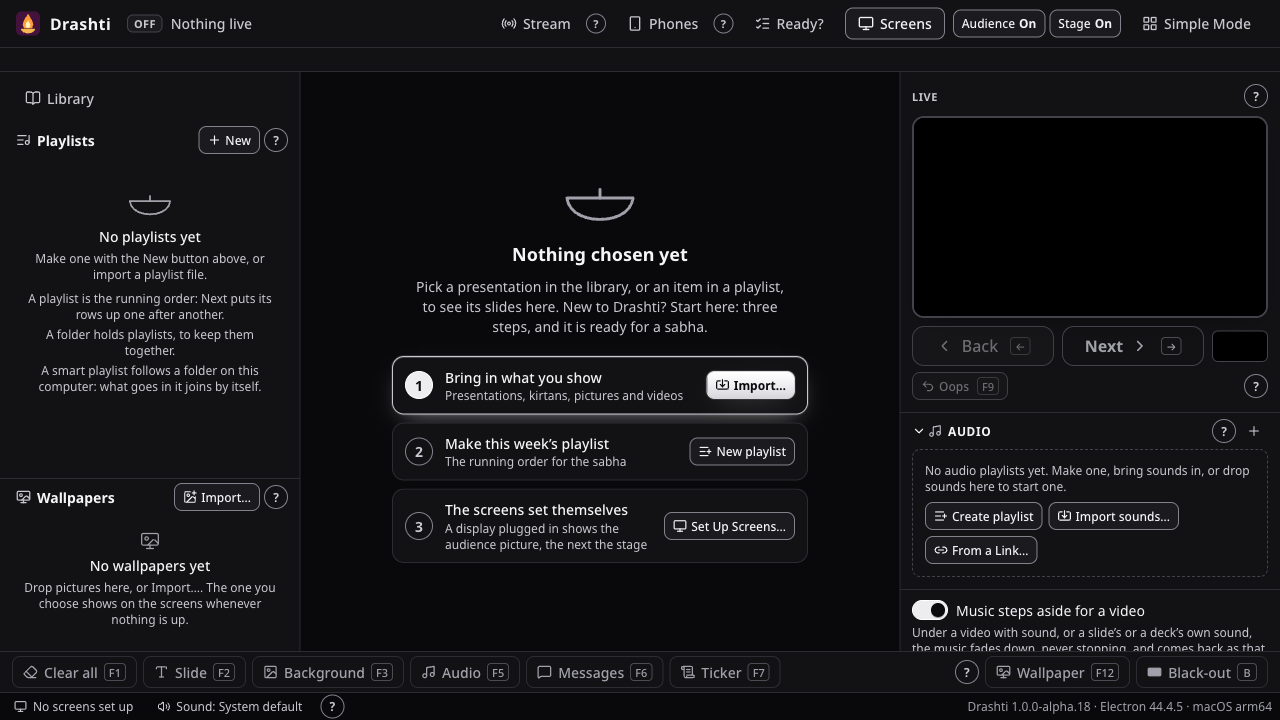 Drashti OFF Nothing live Stream ? Phones ? Ready? Screens Audience On Stage On Simple Mode
Library
Playlists New ?
No playlists yet
Make one with the New button above, or
import a playlist file.
A playlist is the running order: Next puts its
rows up one after another.
A folder holds playlists, to keep them
together.
A smart playlist follows a folder on this
computer: what goes in it joins by itself.
Wallpapers Import... ?
No wallpapers yet
Drop pictures here, or Import.... The one you
choose shows on the screens whenever
nothing is up.
Nothing chosen yet
Pick a presentation in the library, or an item in a playlist,
to see its slides here. New to Drashti? Start here: three
steps, and it is ready for a sabha.
1 Bring in what you show
Presentations, kirtans, pictures and videos
Import...
2 Make this week's playlist
The running order for the sabha
New playlist
3 The screens set themselves
A display plugged in shows the
audience picture, the next the stage
Set Up Screens...
LIVE ?
Back ← Next →
Oops F9 ?
AUDIO ? +
No audio playlists yet. Make one, bring sounds in, or drop
sounds here to start one.
Create playlist Import sounds...
From a Link...
Music steps aside for a video
Under a video with sound, or a slide's or a deck's own sound,
the music fades down, never stopping, and comes back as that
Clear all F1 Slide F2 Background F3 Audio F5 Messages F6 Ticker F7 ? Wallpaper F12 Black-out B
No screens set up Sound: System default ? Drashti 1.0.0-alpha.18 · Electron 44.4.5 · macOS arm64